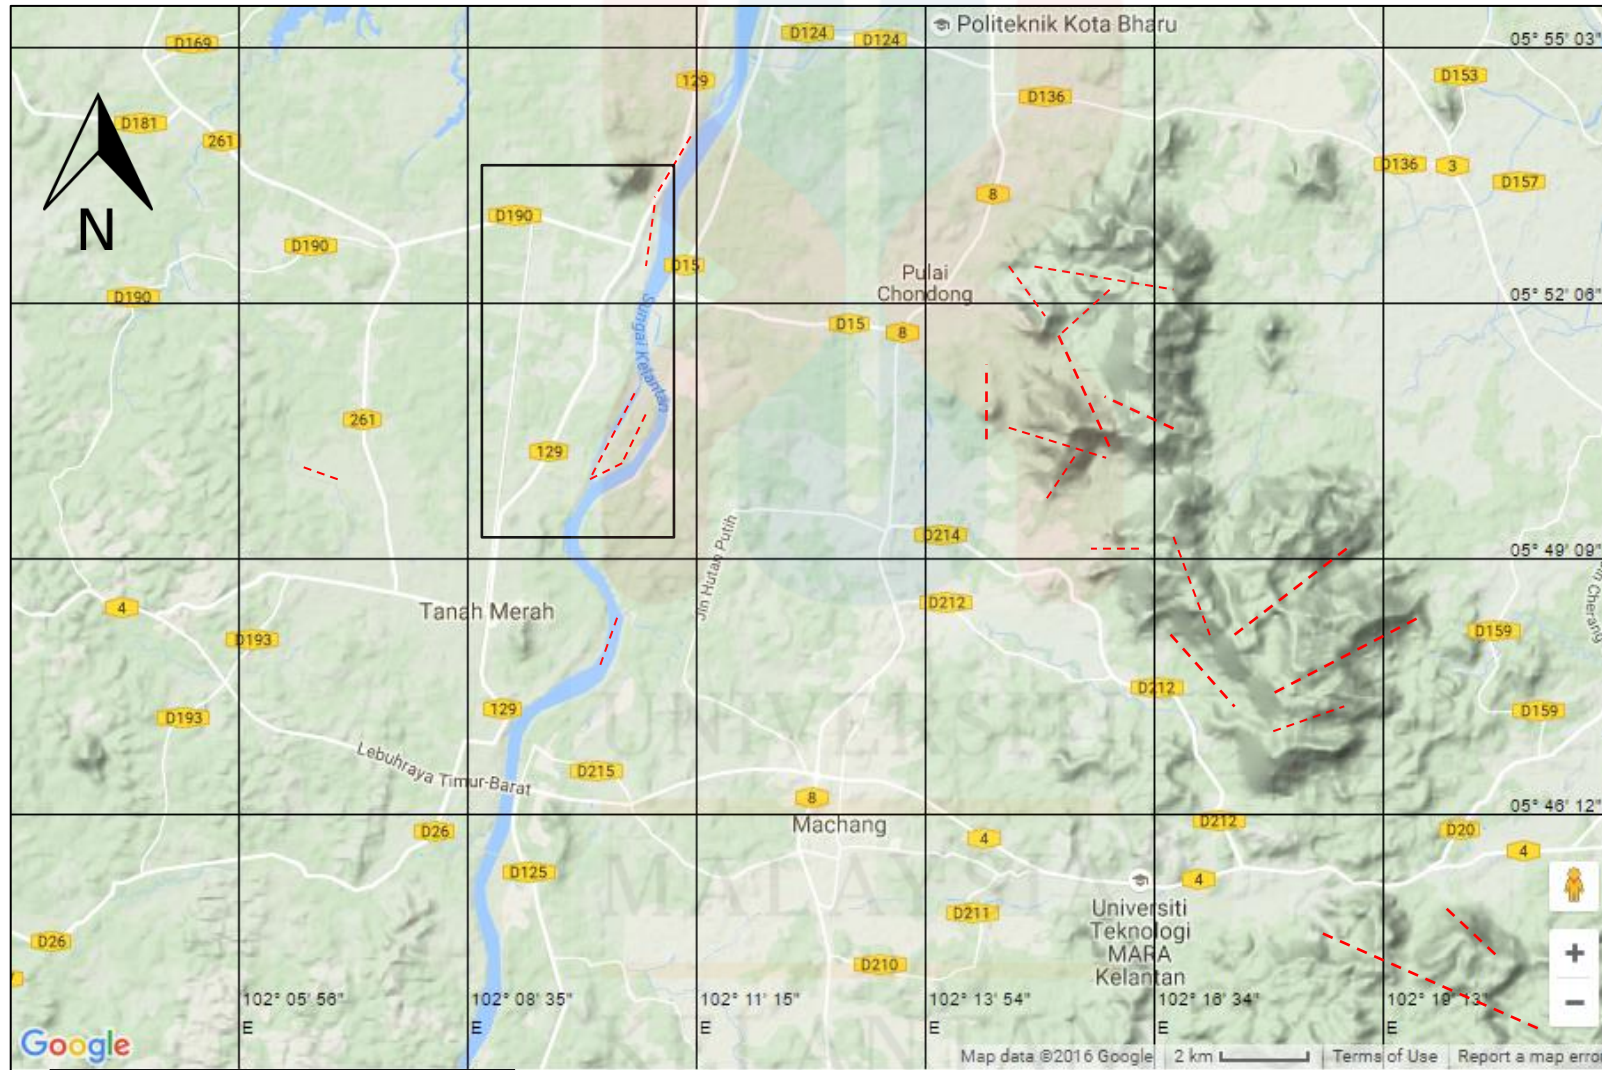 Politeknik Kota Bharu
D124
D124
D169
05° 55' 03"
D153
129
D136
D181
261
D136
3
D157
8
N
D190
D190
D15
Pulai
Chondong
D190
05° 52' 06"
Sungai Kelantan
D15
8
261
129
Jln Hutan Putih
D214
05° 49' 09"
Cherang
4
Tanah Merah
D212
D193
D159
D212
129
D193
D159
UNIVERSITI
Lebuhraya Timur-Barat
D215
8
05° 46' 12"
Machang
D26
D212
D20
4
4
D125
4
MALAYSIA
Universiti
Teknologi
MARA
Kelantan
D211
D26
D210
+
−
102° 05' 56"
E
102° 08' 35"
E
102° 11' 15"
E
102° 13' 54"
E
102° 16' 34"
E
102° 19' 13"
E
KELANTAN
Google
Map data ©2016 Google
2 km
Terms of Use
Report a map error